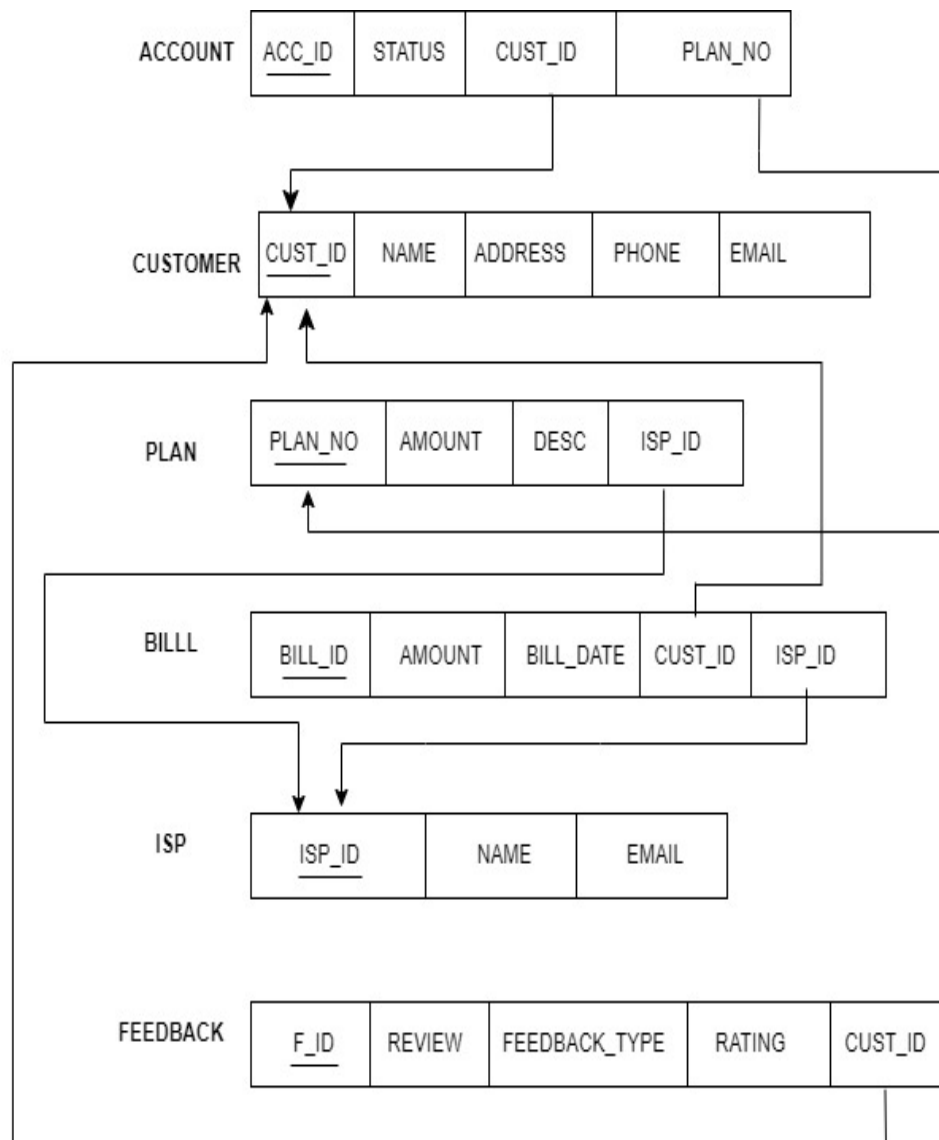 ACCOUNT ACC_ID STATUS CUST_ID PLAN_NO
CUSTOMER CUST_ID NAME ADDRESS PHONE EMAIL
PLAN PLAN_NO AMOUNT DESC ISP_ID
BILLL BILL_ID AMOUNT BILL_DATE CUST_ID ISP_ID
ISP ISP_ID NAME EMAIL
FEEDBACK F_ID REVIEW FEEDBACK_TYPE RATING CUST_ID